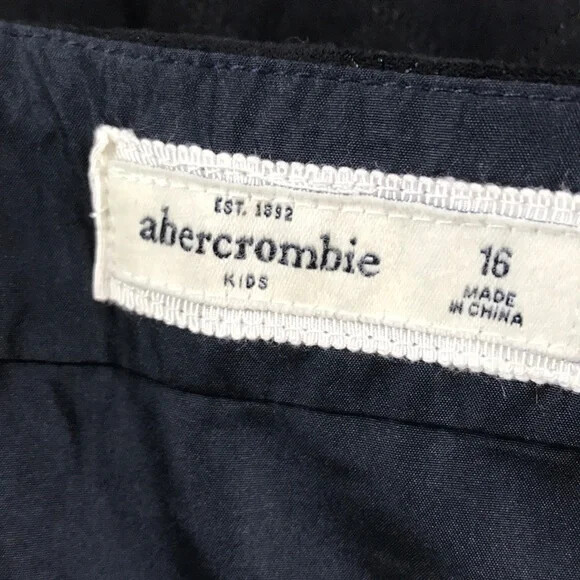 EST. 1892
abercrombie
KIDS
16
MADE
IN CHINA